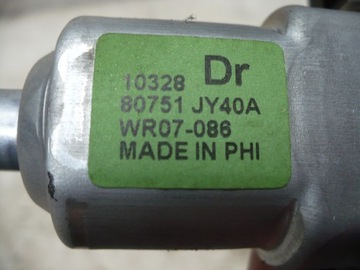 10328 Dr
80751 JY40A
WR07-086
MADE IN PHI